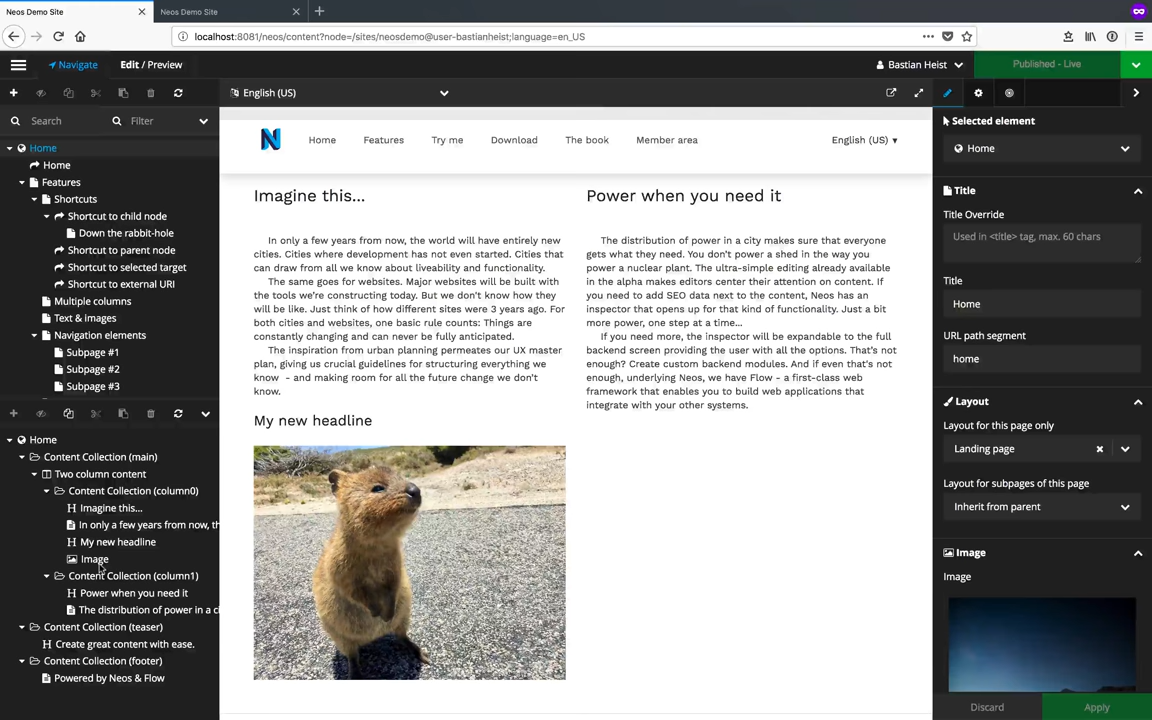 Neos Demo Site
Neos Demo Site
localhost:8081/neos/content?node=/sites/neosdemo@user-bastianheist;language=en_US
Navigate
Edit / Preview
Bastian Heist
Published - Live
English (US)
Search
Filter
Home
Home
Features
Shortcuts
Shortcut to child node
Down the rabbit-hole
Shortcut to parent node
Shortcut to selected target
Shortcut to external URI
Multiple columns
Text & images
Navigation elements
Subpage #1
Subpage #2
Subpage #3
Home
Content Collection (main)
Two column content
Content Collection (column0)
Imagine this...
In only a few years from now, th
My new headline
Image
Content Collection (column1)
Power when you need it
The distribution of power in a ci
Content Collection (teaser)
Create great content with ease.
Content Collection (footer)
Powered by Neos & Flow
N
Home
Features
Try me
Download
The book
Member area
English (US) ▾
Imagine this...
In only a few years from now, the world will have entirely new
cities. Cities where development has not even started. Cities that
can draw from all we know about liveability and functionality.
The same goes for websites. Major websites will be built with
the tools we're constructing today. But we don't know how they
will be like. Just think of how different sites were 3 years ago. For
both cities and websites, one basic rule counts: Things are
constantly changing and can never be fully anticipated.
The inspiration from urban planning permeates our UX master
plan, giving us crucial guidelines for structuring everything we
know - and making room for all the future change we don't
know.
My new headline
Power when you need it
The distribution of power in a city makes sure that everyone
gets what they need. You don't power a shed in the way you
power a nuclear plant. The ultra-simple editing already available
in the alpha makes editors center their attention on content. If
you need to add SEO data next to the content, Neos has an
inspector that opens up for that kind of functionality. Just a bit
more power, one step at a time...
If you need more, the inspector will be expandable to the full
backend screen providing the user with all the options. That's not
enough? Create custom backend modules. And if even that's not
enough, underlying Neos, we have Flow - a first-class web
framework that enables you to build web applications that
integrate with your other systems.
Selected element
Home
Title
Title Override
Used in <title> tag, max. 60 chars
Title
Home
URL path segment
home
Layout
Layout for this page only
Landing page
Layout for subpages of this page
Inherit from parent
Image
Image
Discard
Apply